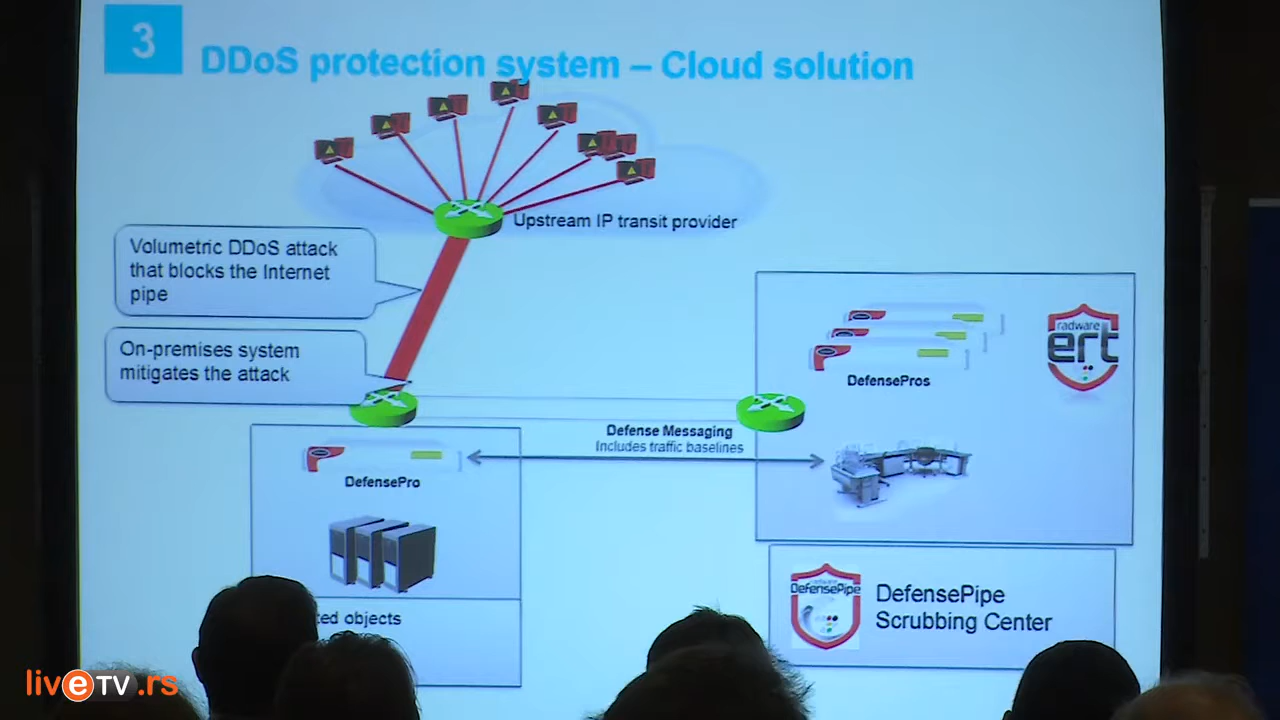 3
DDoS protection system – Cloud solution
Upstream IP transit provider
Volumetric DDoS attack
that blocks the Internet
pipe
On-premises system
mitigates the attack
DefensePros
radware
ert
Defense Messaging
Includes traffic baselines
DefensePro
objects
DefensePipe
DefensePipe
Scrubbing Center
liveTV.rs